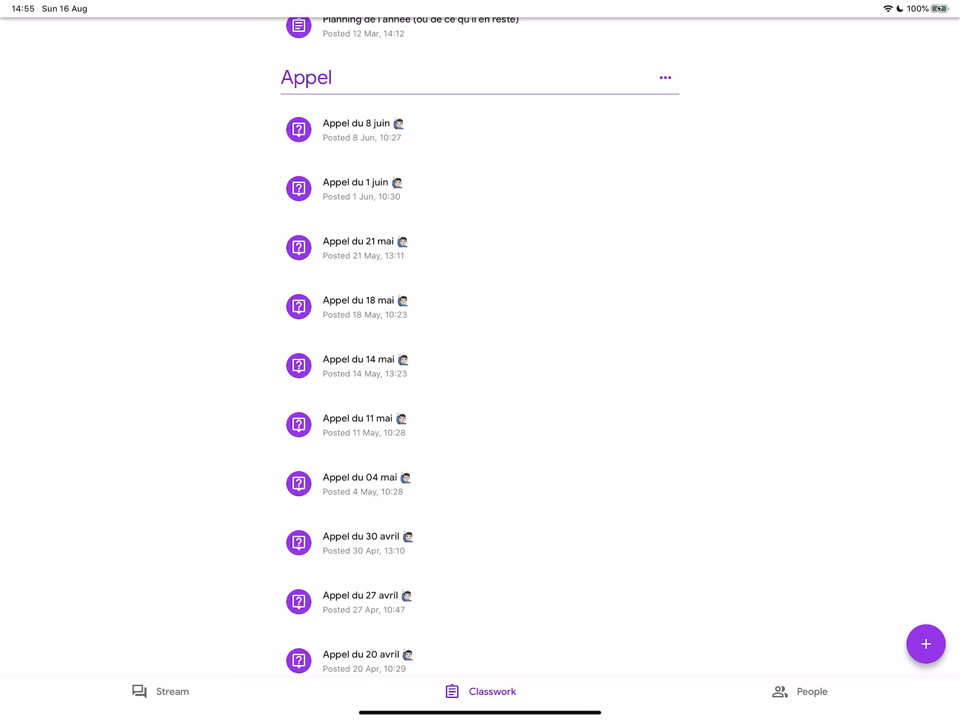 14:55 Sun 16 Aug 100%
Planning de l'année (ou de ce qu'il en reste)
Posted 12 Mar, 14:12
Appel
Appel du 8 juin
Posted 8 Jun, 10:27
Appel du 1 juin
Posted 1 Jun, 10:30
Appel du 21 mai
Posted 21 May, 13:11
Appel du 18 mai
Posted 18 May, 10:23
Appel du 14 mai
Posted 14 May, 13:23
Appel du 11 mai
Posted 11 May, 10:28
Appel du 04 mai
Posted 4 May, 10:28
Appel du 30 avril
Posted 30 Apr, 13:10
Appel du 27 avril
Posted 27 Apr, 10:47
Appel du 20 avril
Posted 20 Apr, 10:29
Stream
Classwork
People